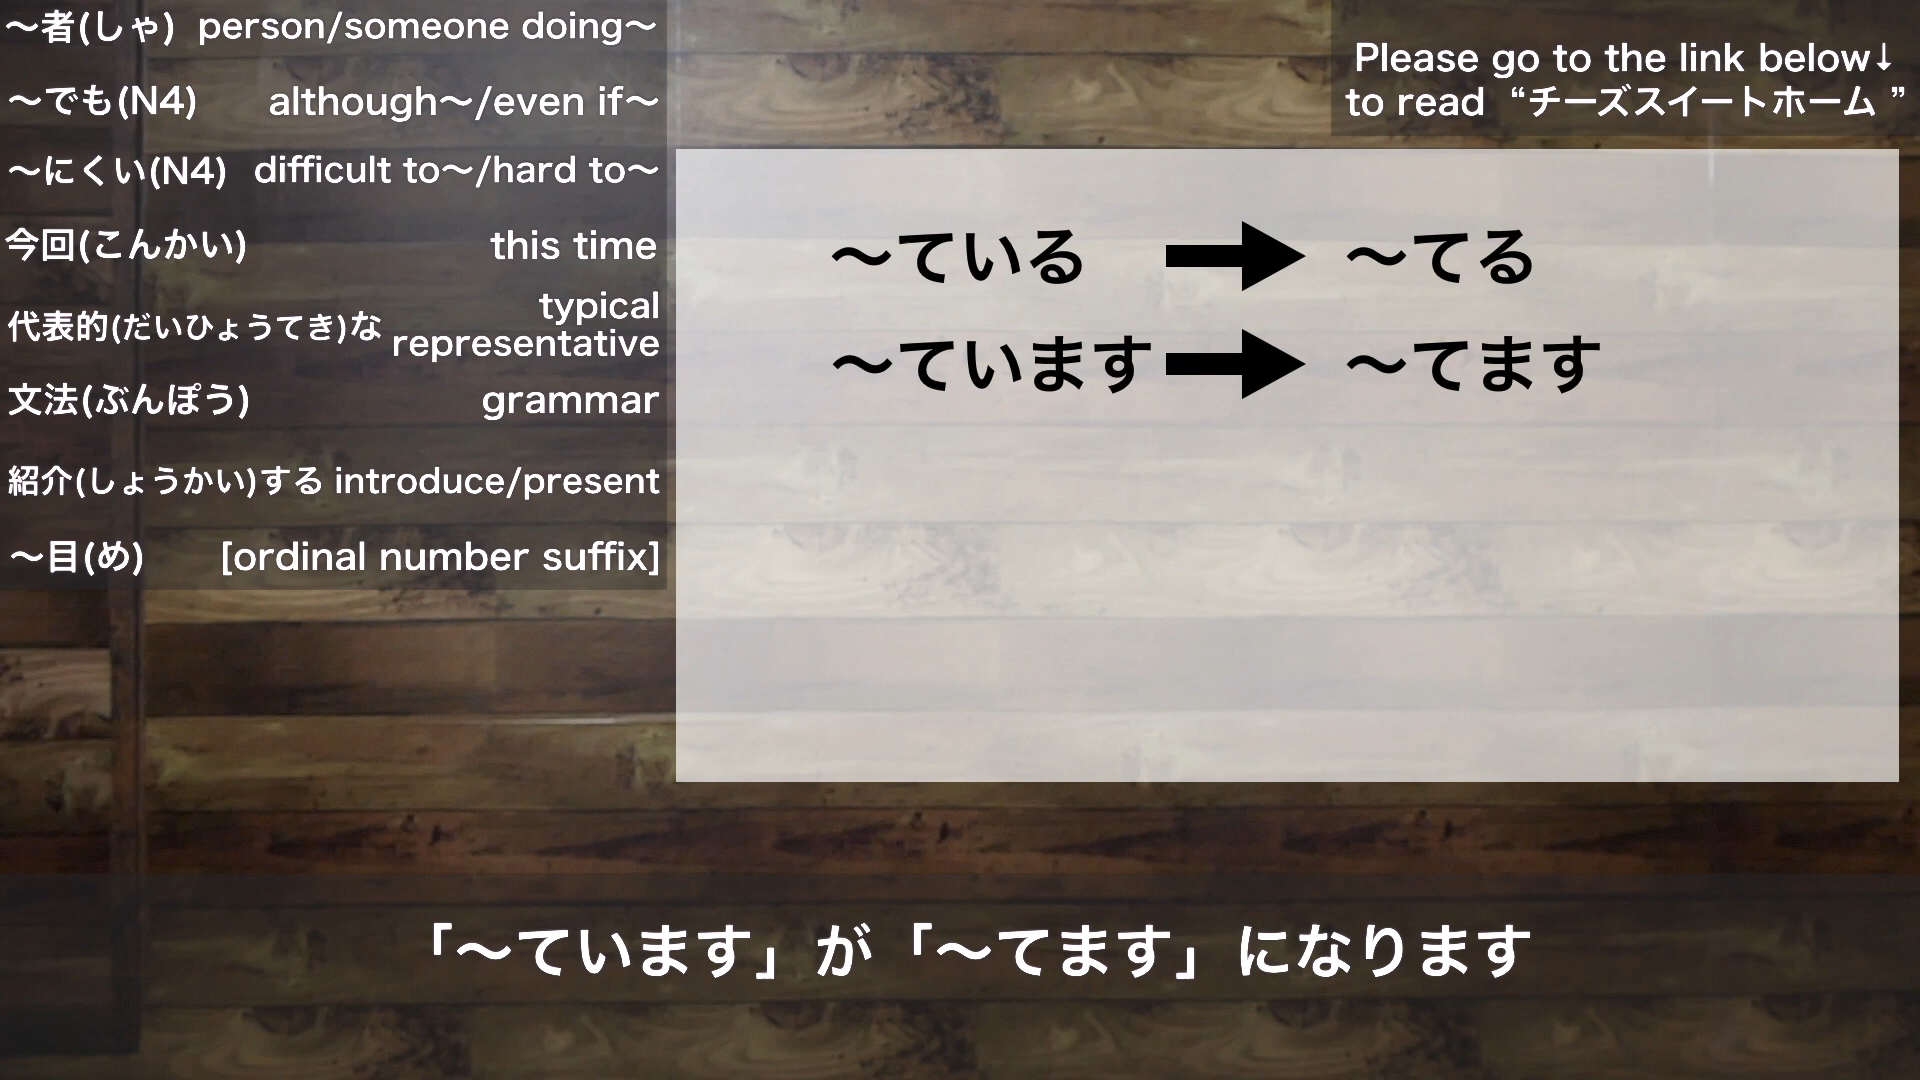 ～者(しゃ) person/someone doing～
～でも(N4) although～/even if～
～にくい(N4) difficult to～/hard to～
今回(こんかい) this time
代表的(だいひょうてき)な typical
representative
文法(ぶんぽう) grammar
紹介(しょうかい)する introduce/present
～目(め) [ordinal number suffix]
Please go to the link below↓
to read “チーズスイートホーム ”
～ている ➡ ～てる
～ています ➡ ～てます
「～ています」が「～てます」になります